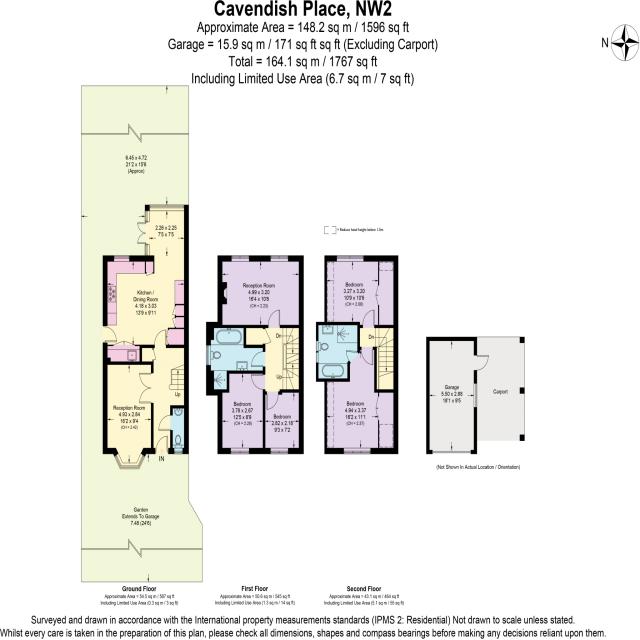 Cavendish Place, NW2
Approximate Area = 148.2 sq m / 1596 sq ft
Garage = 15.9 sq m / 171 sq ft sq ft (Excluding Carport)
Total = 164.1 sq m / 1767 sq ft
Including Limited Use Area (6.7 sq m / 7 sq ft)
N
6.45 x 4.72
21'2 x 15'6
(Approx)
2.26 x 2.25
7'5 x 7'5
= Reduce head height below 1.5m
Kitchen /
Dining Room
4.18 x 3.03
13'9 x 9'11
Reception Room
4.99 x 3.20
16'4 x 10'6
(CH = 2.25)
Bedroom
3.27 x 3.20
10'9 x 10'6
Dn
Dn
Up
Up
Reception Room
4.93 x 2.84
16'2 x 9'4
(CH = 2.40)
IN
Bedroom
3.78 x 2.67
12'5 x 8'9
Bedroom
2.82 x 2.18
9'3 x 7'2
Bedroom
4.94 x 3.37
16'2 x 11'1
(CH = 2.37)
Garage
5.50 x 2.88
18'1 x 9'5
Carport
(Not Shown In Actual Location / Orientation)
Garden
Extends To Garage
7.48 (24'6)
Ground Floor
Approximate Area = 54.5 sq m / 587 sq ft
Including Limited Use Area (0.3 sq m / 3 sq ft)
First Floor
Approximate Area = 50.6 sq m / 545 sq ft
Including Limited Use Area (1.3 sq m / 14 sq ft)
Second Floor
Approximate Area = 43.1 sq m / 464 sq ft
Including Limited Use Area (5.1 sq m / 55 sq ft)
Surveyed and drawn in accordance with the International property measurements standards (IPMS 2: Residential) Not drawn to scale unless stated.
Whilst every care is taken in the preparation of this plan, please check all dimensions, shapes and compass bearings before making any decisions reliant upon them.